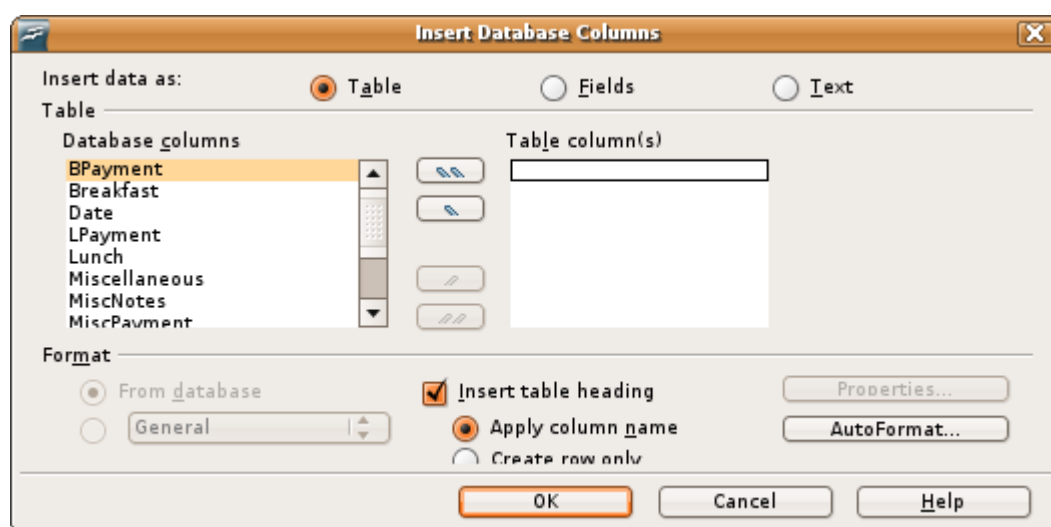 Insert Database Columns
Insert data as:
Table
Fields
Text
Table
Database columns
Table column(s)
BPayment
Breakfast
Date
LPayment
Lunch
Miscellaneous
MiscNotes
MiscPayment
Format
From database
General
Insert table heading
Apply column name
Create row only
Properties...
AutoFormat...
OK
Cancel
Help